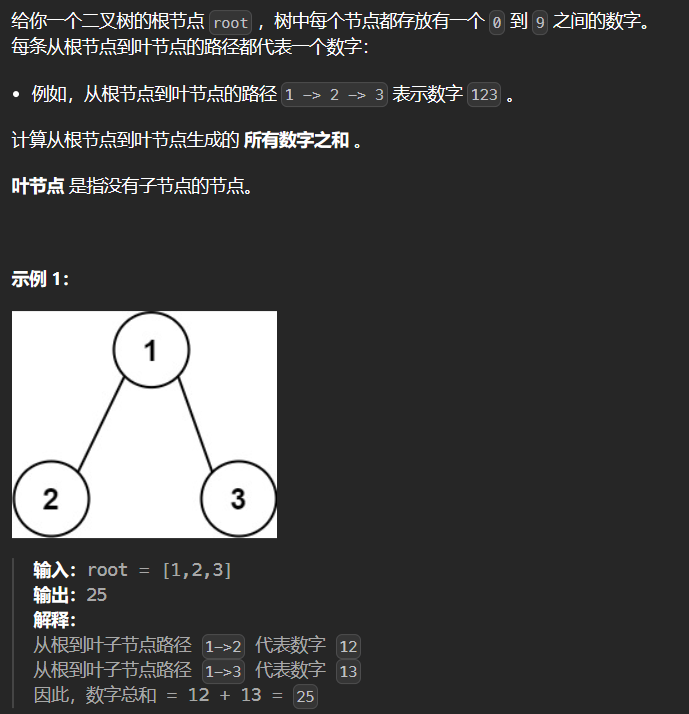 给你一个二叉树的根节点 root ，树中每个节点都存放有一个 0 到 9 之间的数字。
每条从根节点到叶节点的路径都代表一个数字：
• 例如，从根节点到叶节点的路径 1 -> 2 -> 3 表示数字 123 。
计算从根节点到叶节点生成的 所有数字之和 。
叶节点 是指没有子节点的节点。
示例 1：
1
2 3
输入：root = [1,2,3]
输出：25
解释：
从根到叶子节点路径 1->2 代表数字 12
从根到叶子节点路径 1->3 代表数字 13
因此，数字总和 = 12 + 13 = 25